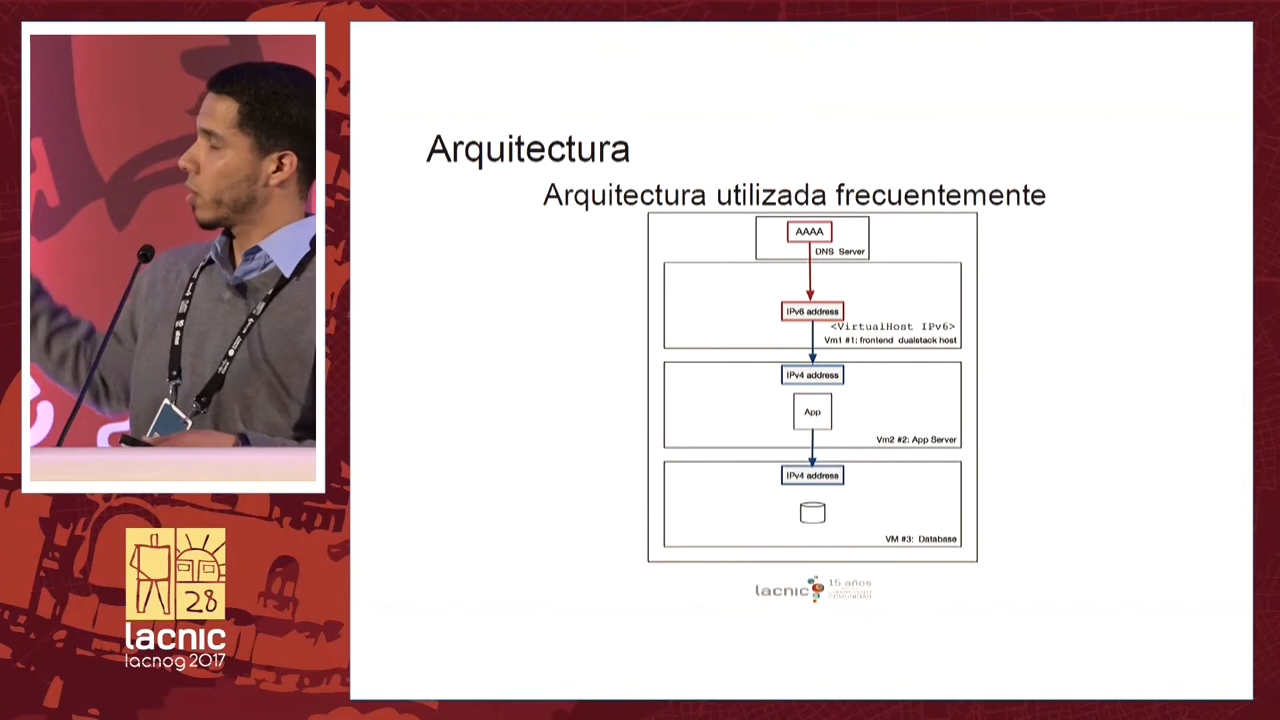 Arquitectura
Arquitectura utilizada frecuentemente
AAAA
DNS Server
IPv6 address
<VirtualHost IPv6>
Vm1 #1: frontend dualstack host
IPv4 address
App
Vm2 #2: App Server
IPv4 address
VM #3: Database
lacnic
15 años
COMUNIDAD
28
lacnic
lacnog 2017